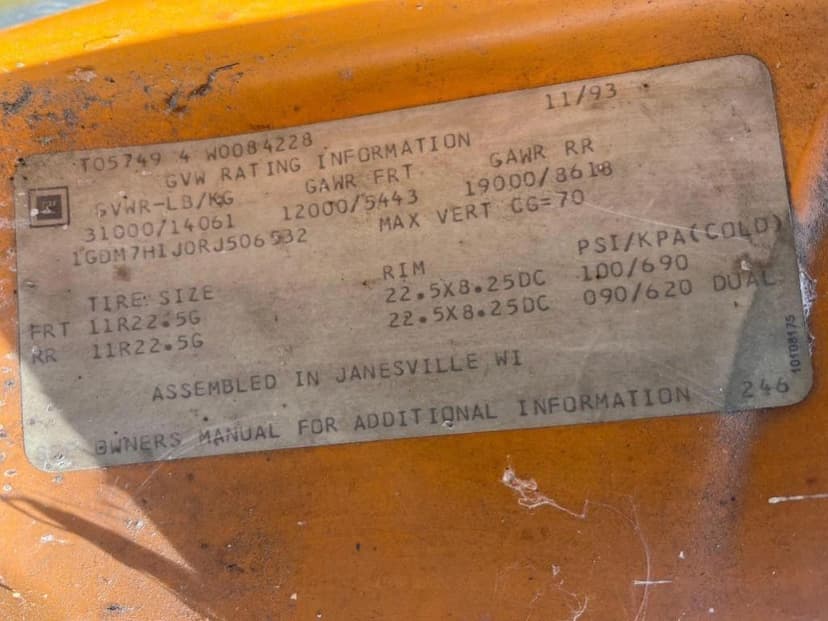 11/93
T05749 4 W0084228
GVW RATING INFORMATION
GVWR-LB/KG GAWR FRT GAWR RR
31000/14061 12000/5443 19000/8618
1GDM7H1J0RJ506532 MAX VERT CG=70
TIRE SIZE RIM PSI/KPA(COLD)
FRT 11R22.5G 22.5X8.25DC 100/690
RR 11R22.5G 22.5X8.25DC 090/620 DUAL
ASSEMBLED IN JANESVILLE WI
OWNERS MANUAL FOR ADDITIONAL INFORMATION 246
10108175